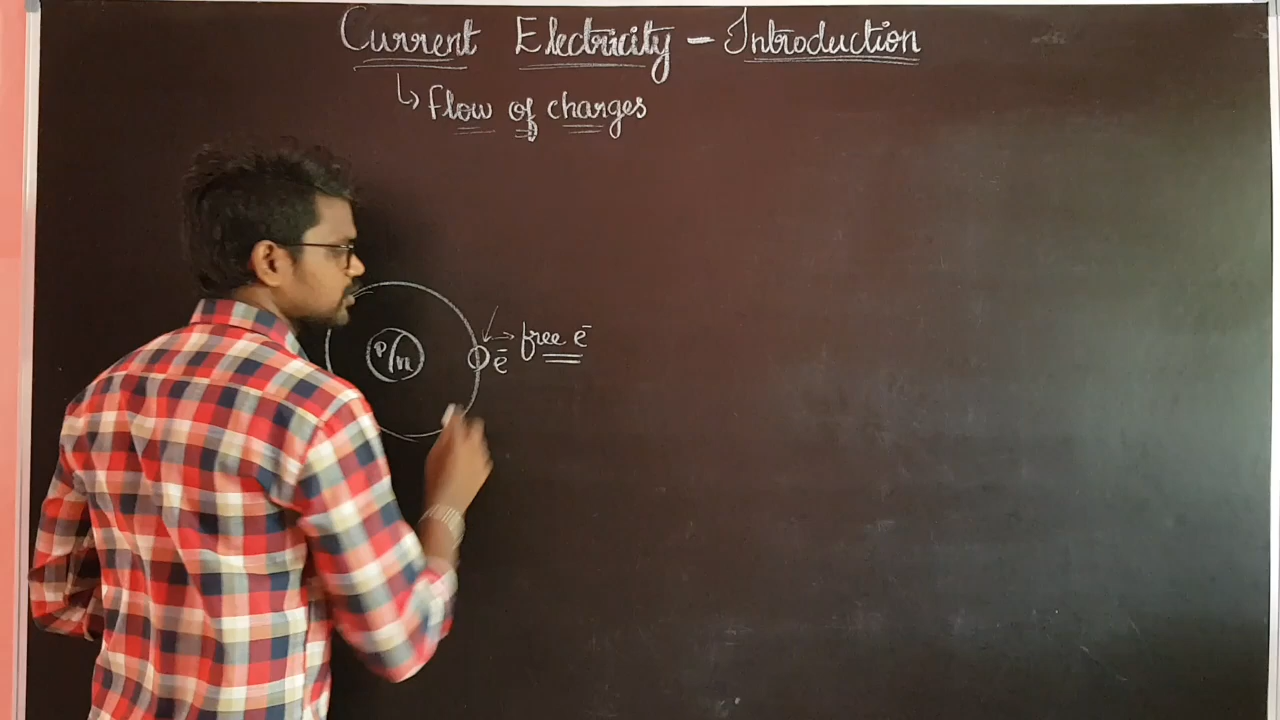 Current Electricity - Introduction
↳ flow of charges
→ free e⁻
P/n
e⁻